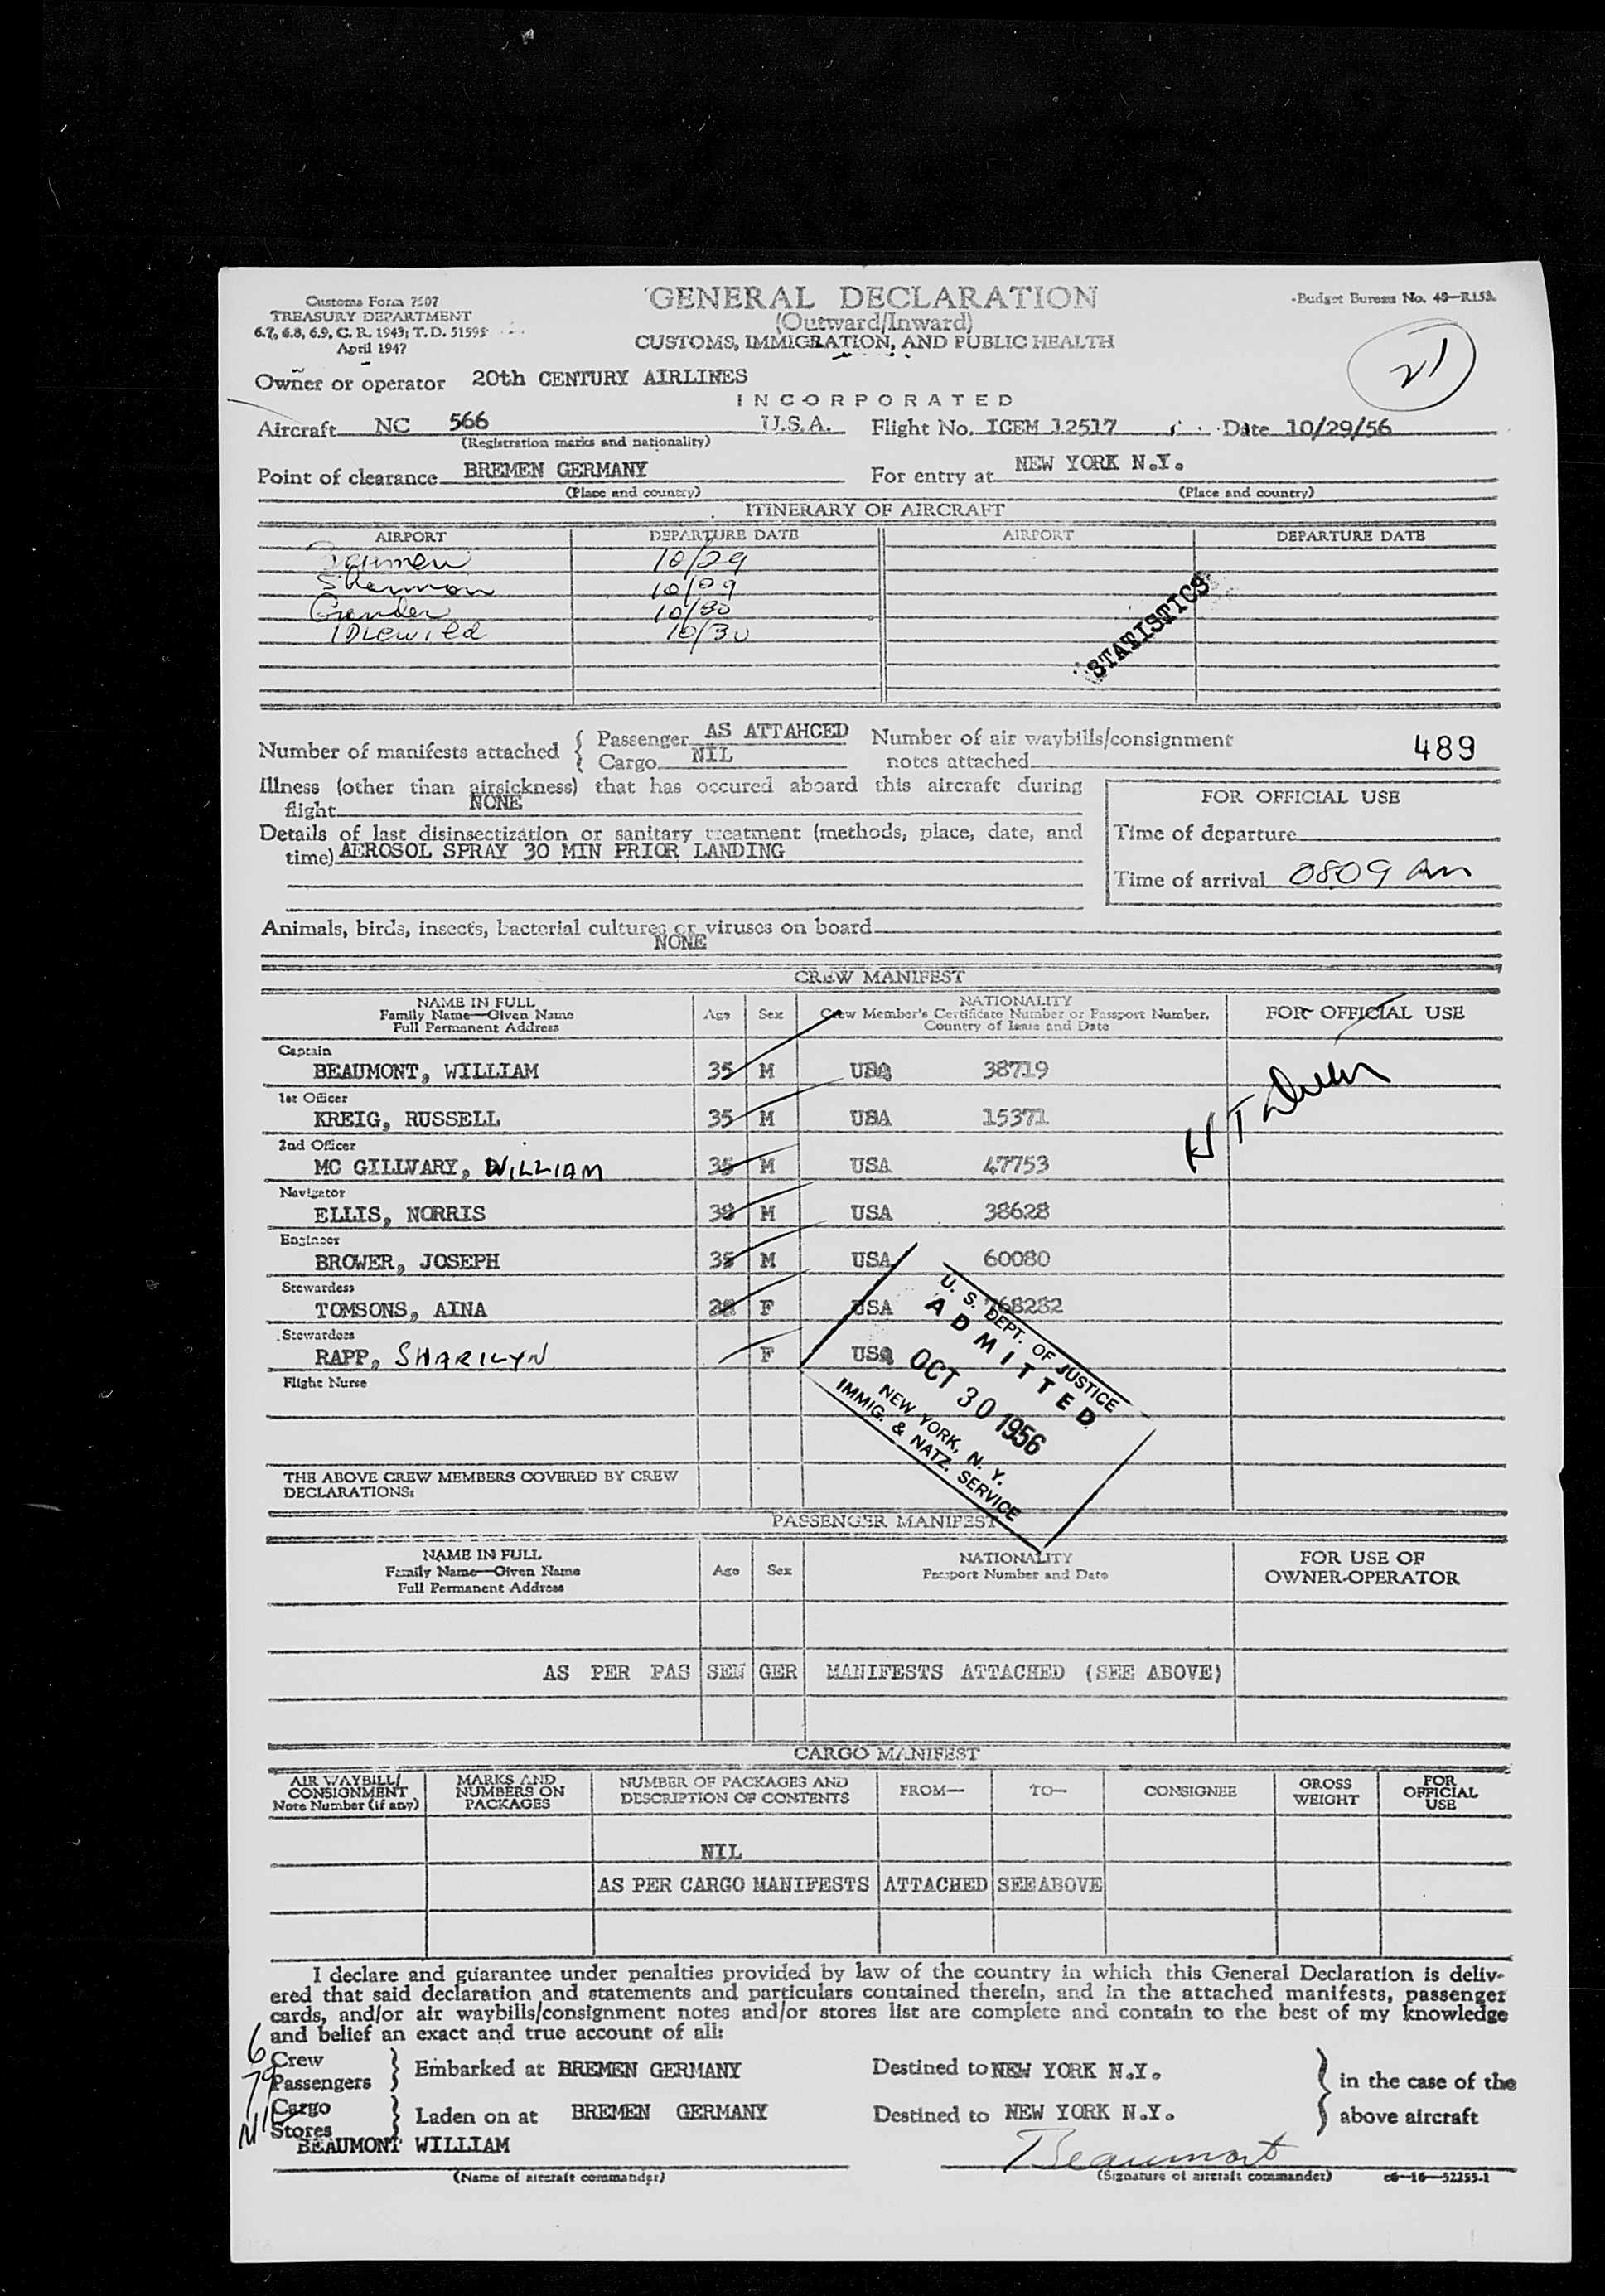 Customs Form 7507
TREASURY DEPARTMENT
6.7, 6.8, 6.9, C. R. 1943; T. D. 51595
April 1947
GENERAL DECLARATION
(Outward/Inward)
CUSTOMS, IMMIGRATION, AND PUBLIC HEALTH
Budget Bureau No. 49—R153.
21
Owner or operator 20th CENTURY AIRLINES
INCORPORATED
Aircraft NC 566 U.S.A. Flight No. ICEM 12517 Date 10/29/56
(Registration marks and nationality)
Point of clearance BREMEN GERMANY For entry at NEW YORK N.Y.
(Place and country) (Place and country)
ITINERARY OF AIRCRAFT
AIRPORT DEPARTURE DATE AIRPORT DEPARTURE DATE
Bremen 10/29
Shannon 10/29
Gander 10/30
IDLEwild 10/30
STATISTICS
Number of manifests attached { Passenger AS ATTAHCED Number of air waybills/consignment
Cargo NIL notes attached
489
Illness (other than airsickness) that has occured aboard this aircraft during
flight NONE
FOR OFFICIAL USE
Details of last disinsectization or sanitary treatment (methods, place, date, and
time) AEROSOL SPRAY 30 MIN PRIOR LANDING
Time of departure
Time of arrival 0809 Am
Animals, birds, insects, bacterial cultures or viruses on board
NONE
CREW MANIFEST
NAME IN FULL
Family Name—Given Name
Full Permanent Address
Age Sex
NATIONALITY
Crew Member's Certificate Number or Passport Number,
Country of Issue and Date
FOR OFFICIAL USE
Captain
BEAUMONT, WILLIAM 35 M 38719
1st Officer
KREIG, RUSSELL 35 M USA 15371
2nd Officer
MC GILLVARY, WILLIAM 35 M USA 47753
Navigator
ELLIS, NORRIS 38 M USA 38628
Engineer
BROWER, JOSEPH 35 M USA 60080
Stewardess
TOMSONS, AINA F USA 768282
Stewardess
RAPP, SHARILYN F
Flight Nurse
U. S. DEPT. OF JUSTICE
ADMITTED
OCT 30 1956
NEW YORK, N. Y.
IMMIG. & NATZ. SERVICE
THE ABOVE CREW MEMBERS COVERED BY CREW
DECLARATIONS:
PASSENGER MANIFEST
NAME IN FULL
Family Name—Given Name
Full Permanent Address
Age Sex
NATIONALITY
Passport Number and Date
FOR USE OF
OWNER-OPERATOR
AS PER PAS SEN GER MANIFESTS ATTACHED (SEE ABOVE)
CARGO MANIFEST
AIR WAYBILL/
CONSIGNMENT
Note Number (if any)
MARKS AND
NUMBERS ON
PACKAGES
NUMBER OF PACKAGES AND
DESCRIPTION OF CONTENTS
FROM— TO— CONSIGNEE
GROSS
WEIGHT
FOR
OFFICIAL
USE
NIL
AS PER CARGO MANIFESTS ATTACHED SEE ABOVE
I declare and guarantee under penalties provided by law of the country in which this General Declaration is deliv-
ered that said declaration and statements and particulars contained therein, and in the attached manifests, passenger
cards, and/or air waybills/consignment notes and/or stores list are complete and contain to the best of my knowledge
and belief an exact and true account of all:
6 Crew
79 Passengers } Embarked at BREMEN GERMANY Destined to NEW YORK N.Y. } in the case of the
Nil Cargo
Stores } Laden on at BREMEN GERMANY Destined to NEW YORK N.Y. } above aircraft
BEAUMONT WILLIAM Beaumont
(Name of aircraft commander) (Signature of aircraft commander) c6—16—52255-1